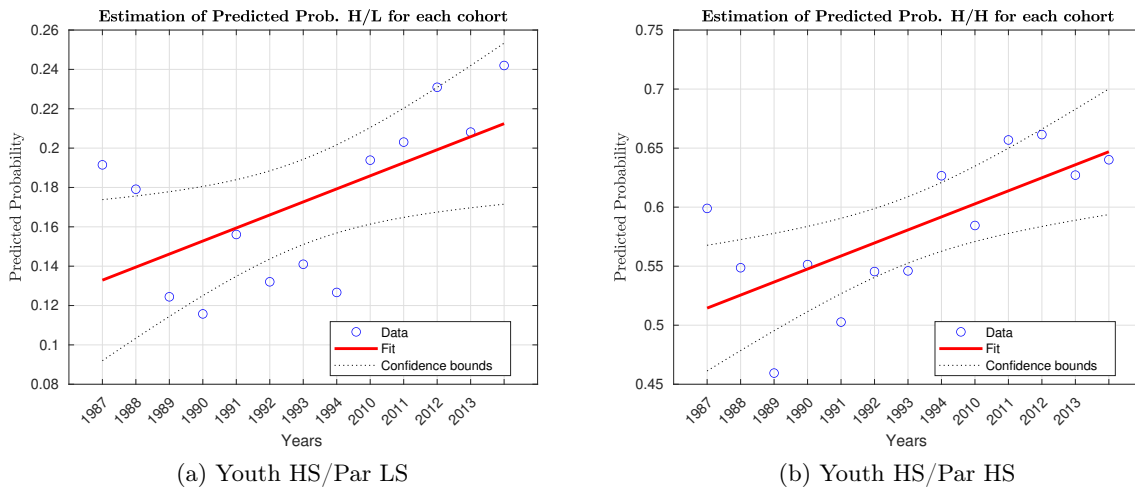 Estimation of Predicted Prob. H/L for each cohort
0.26
0.24
0.22
0.2
0.18
0.16
0.14
0.12
0.1
0.08
Predicted Probability
Data
Fit
Confidence bounds
1987 1988 1989 1990 1991 1992 1993 1994 2010 2011 2012 2013
Years
(a) Youth HS/Par LS
Estimation of Predicted Prob. H/H for each cohort
0.75
0.7
0.65
0.6
0.55
0.5
0.45
Predicted Probability
Data
Fit
Confidence bounds
1987 1988 1989 1990 1991 1992 1993 1994 2010 2011 2012 2013
Years
(b) Youth HS/Par HS